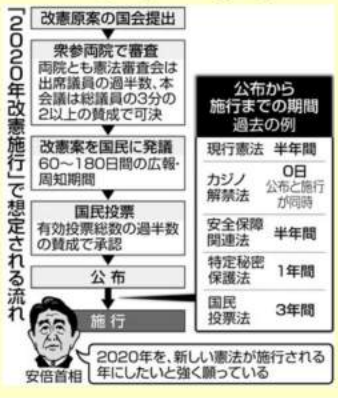 「2020年改憲施行」で想定される流れ
改憲原案の国会提出
衆参両院で審査
両院とも憲法審査会は
出席議員の過半数、本
会議は総議員の3分の
2以上の賛成で可決
改憲案を国民に発議
60〜180日間の広報・
周知期間
国民投票
有効投票総数の過半数
の賛成で承認
公布
施行
公布から
施行までの期間
過去の例
現行憲法 半年間
カジノ
解禁法
0日
公布と施行
が同時
安全保障
関連法
半年間
特定秘密
保護法
1年間
国民
投票法
3年間
安倍首相
2020年を、新しい憲法が施行される
年にしたいと強く願っている